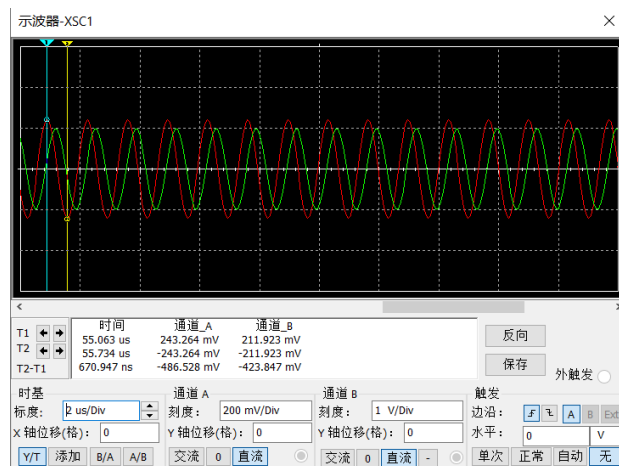 示波器-XSC1
T1
T2
T2-T1
时间 通道_A 通道_B
55.063 us 243.264 mV 211.923 mV
55.734 us -243.264 mV -211.923 mV
670.947 ns -486.528 mV -423.847 mV
反向
保存
外触发
时基
标度: 2 us/Div
X 轴位移(格): 0
Y/T 添加 B/A A/B
通道 A
刻度: 200 mV/Div
Y 轴位移(格): 0
交流 0 直流
通道 B
刻度: 1 V/Div
Y 轴位移(格): 0
交流 0 直流 -
触发
边沿: A B Ext
水平: 0 V
单次 正常 自动 无